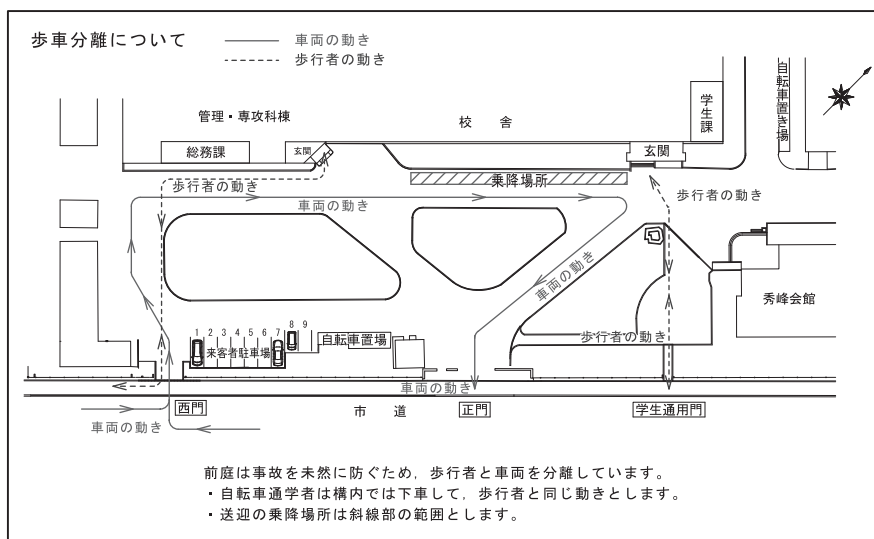 歩車分離について
車両の動き
歩行者の動き
管理・専攻科棟
校舎
学生課
自転車置き場
総務課
玄関
玄関
乗降場所
歩行者の動き
車両の動き
歩行者の動き
車両の動き
秀峰会館
1 2 3 4 5 6 7 8 9
来客者駐車場
自転車置場
歩行者の動き
車両の動き
西門
市道
正門
学生通用門
車両の動き
前庭は事故を未然に防ぐため，歩行者と車両を分離しています。
・自転車通学者は構内では下車して，歩行者と同じ動きとします。
・送迎の乗降場所は斜線部の範囲とします。